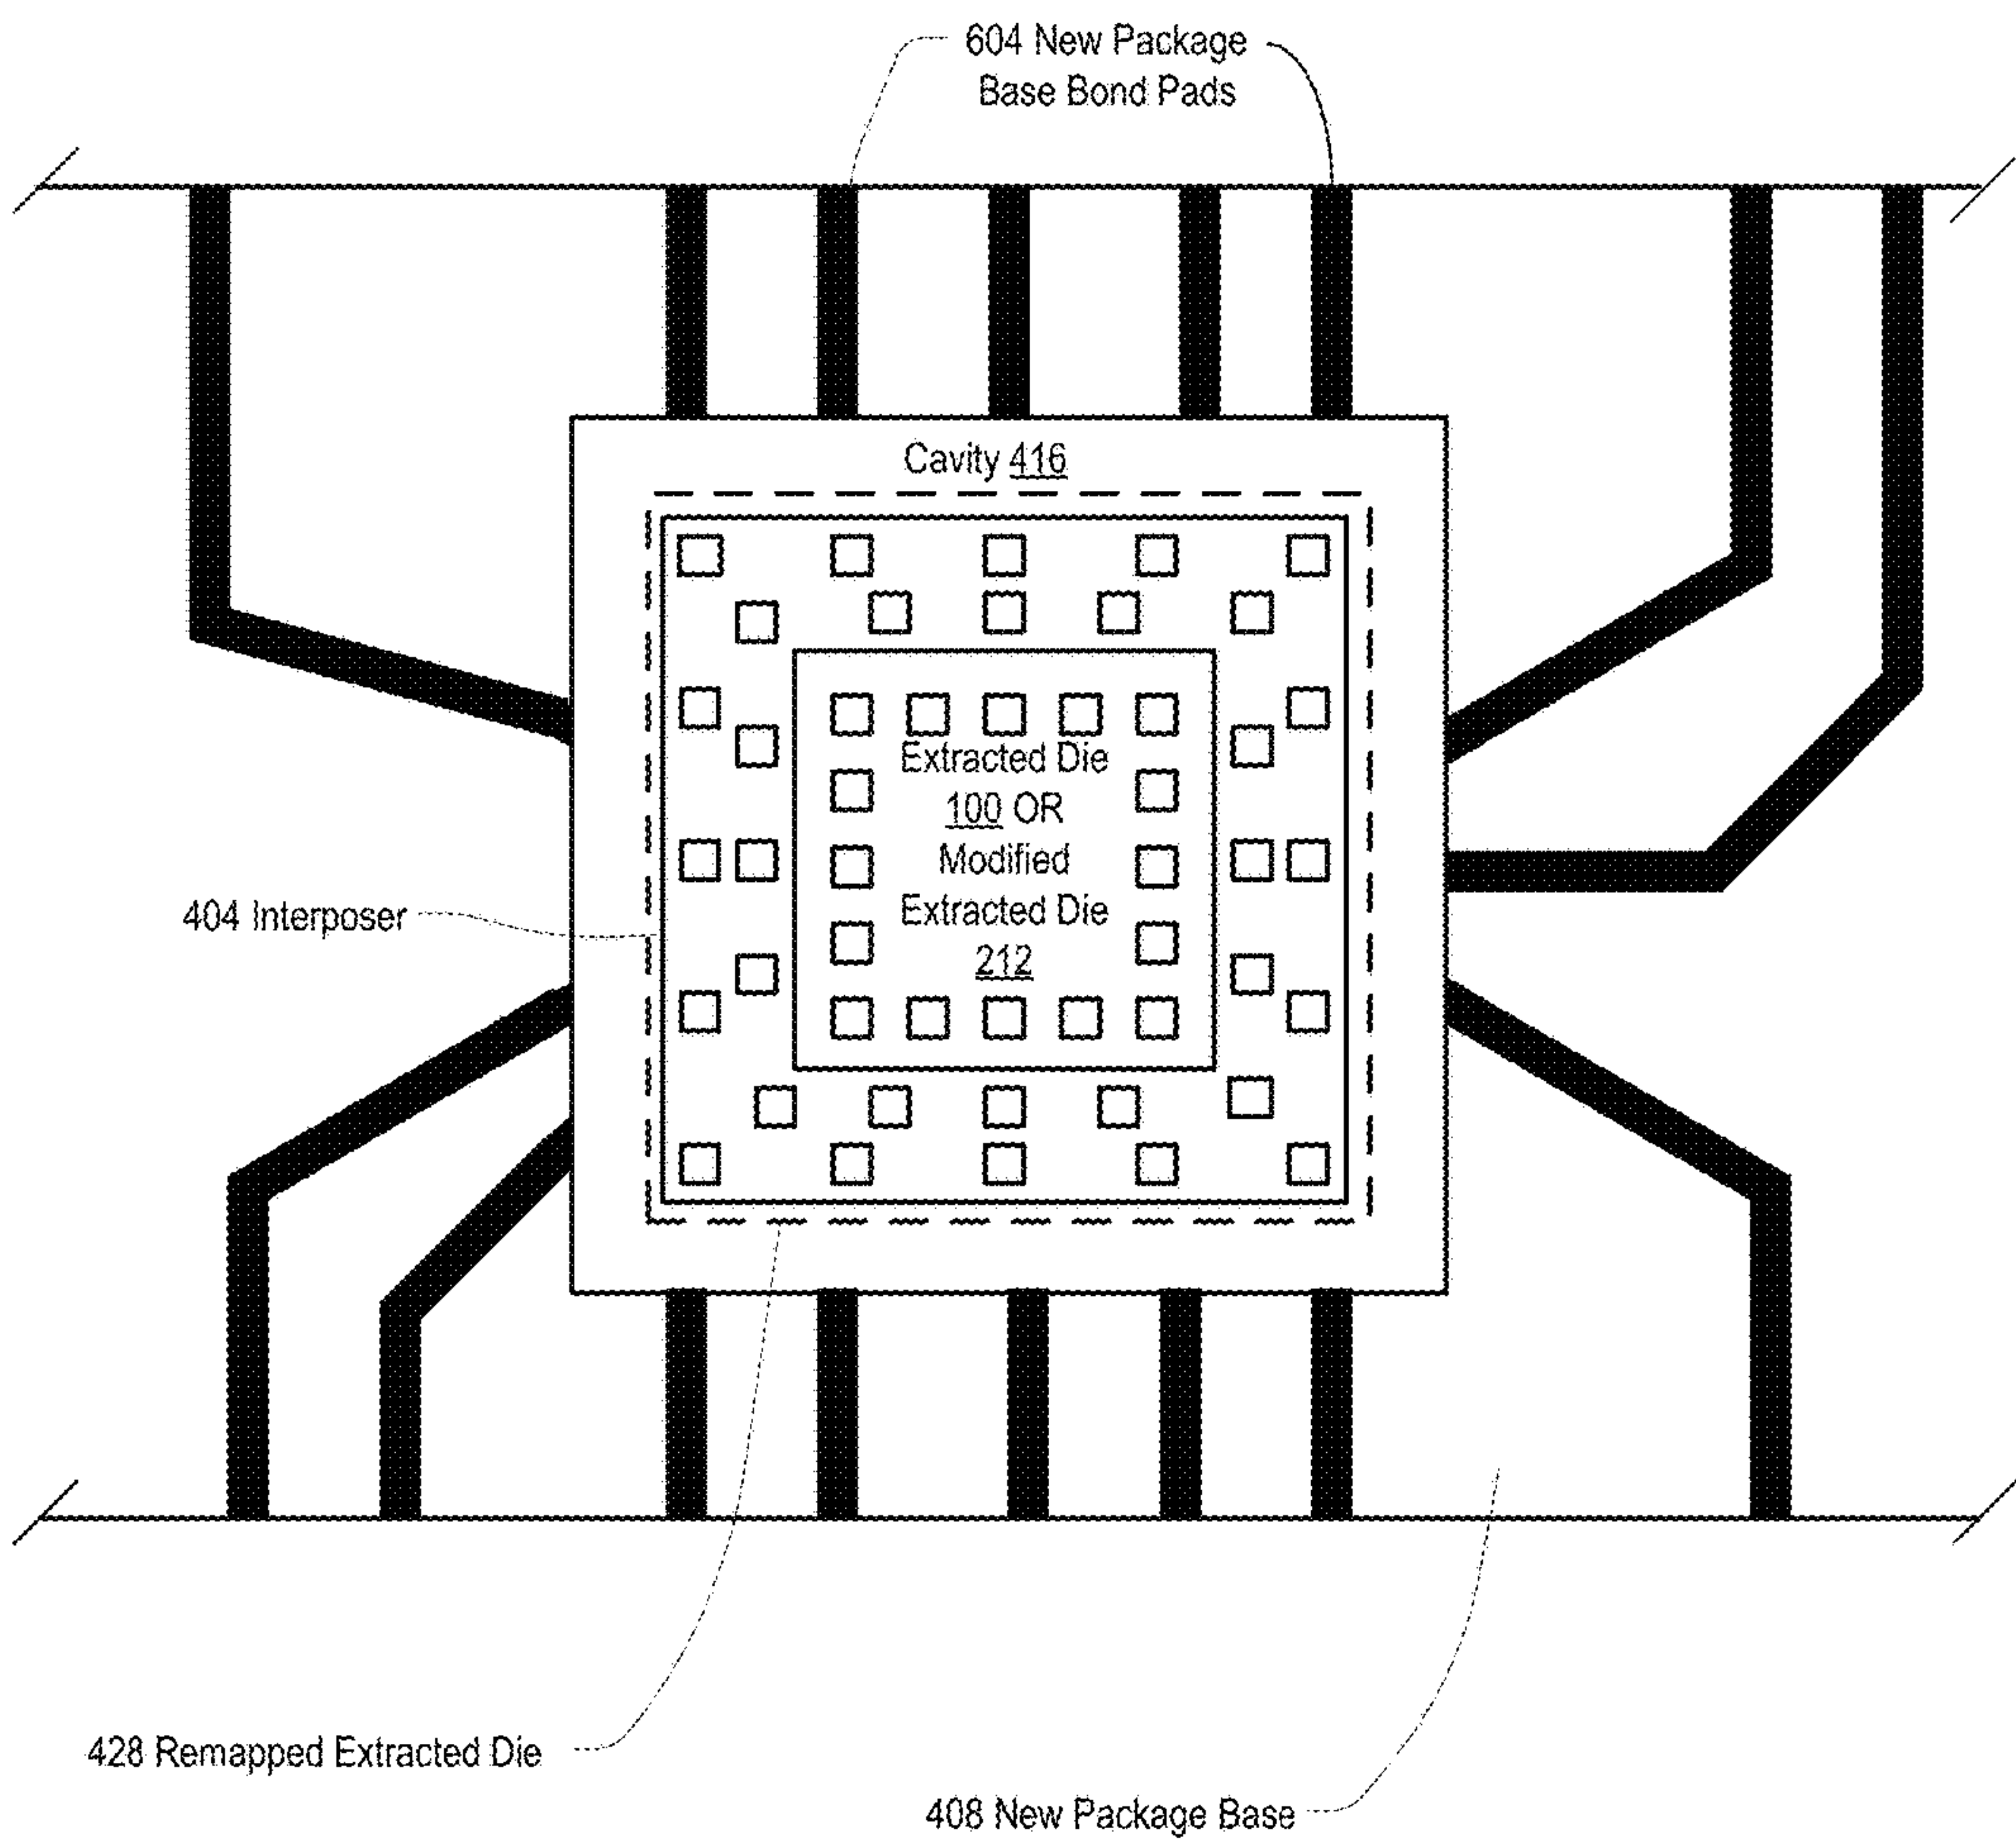 604 New Package
Base Bond Pads
Cavity 416
Extracted Die
100 OR
Modified
Extracted Die
212
404 Interposer
428 Remapped Extracted Die
408 New Package Base